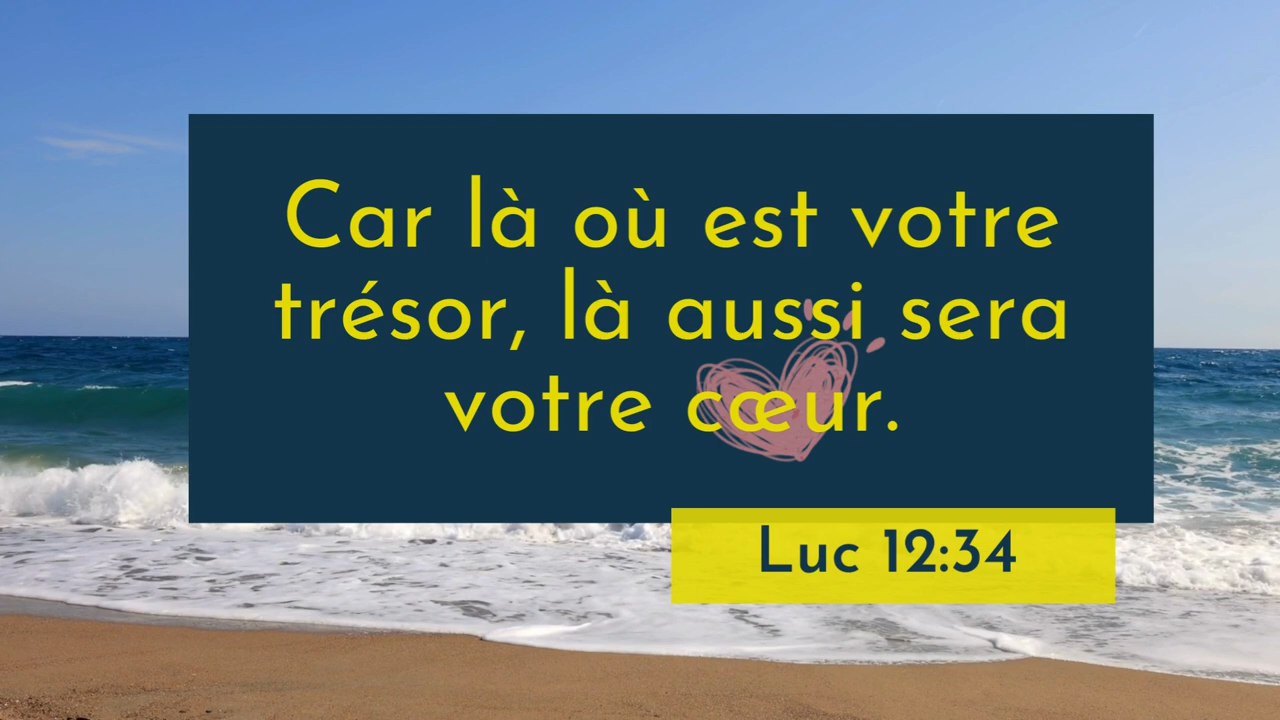 Car là où est votre
trésor, là aussi sera
votre cœur.
Luc 12:34